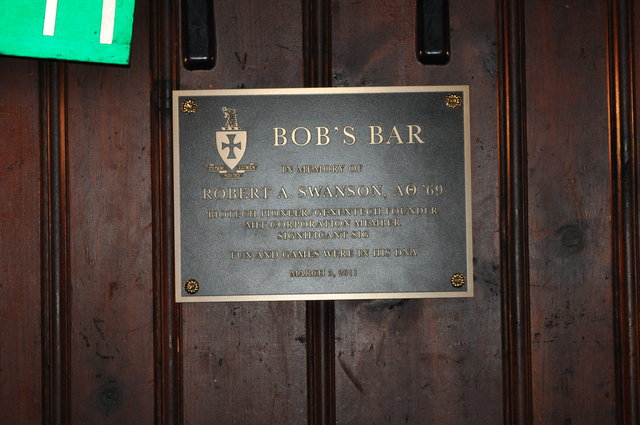 BOB'S BAR
IN MEMORY OF
ROBERT A. SWANSON, ΑΘ '69
BIOTECH PIONEER, GENENTECH FOUNDER
MIT CORPORATION MEMBER
SIGNIFICANT SIG
FUN AND GAMES WERE IN HIS DNA
MARCH 3, 2011